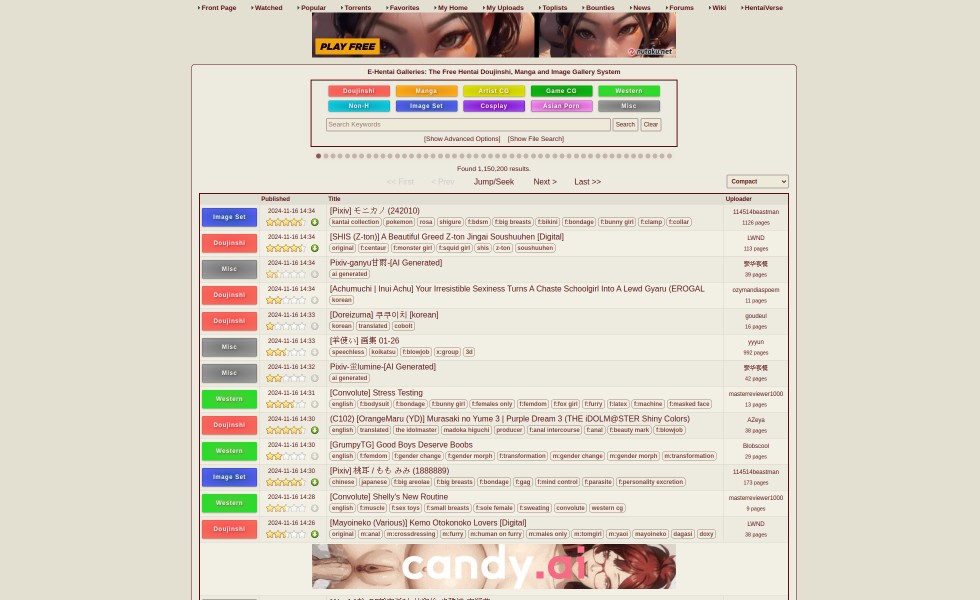 Front Page Watched Popular Torrents Favorites My Home My Uploads Toplists Bounties News Forums Wiki HentaiVerse
PLAY FREE
nutaku.net
E-Hentai Galleries: The Free Hentai Doujinshi, Manga and Image Gallery System
Doujinshi Manga Artist CG Game CG Western
Non-H Image Set Cosplay Asian Porn Misc
Search Keywords Search Clear
[Show Advanced Options] [Show File Search]
Found 1,150,200 results.
<< First < Prev Jump/Seek Next > Last >> Compact
Published Title Uploader
Image Set 2024-11-16 14:34 [Pixiv] モニカノ (242010) 114514beastman
kantai collection pokemon rosa shigure f:bdsm f:big breasts f:bikini f:bondage f:bunny girl f:clamp f:collar 1126 pages
Doujinshi 2024-11-16 14:34 [SHIS (Z-ton)] A Beautiful Greed Z-ton Jingai Soushuuhen [Digital] LWND
original f:centaur f:monster girl f:squid girl shis z-ton soushuuhen 113 pages
Misc 2024-11-16 14:34 Pixiv-ganyu甘雨-[AI Generated]
ai generated 39 pages
Doujinshi 2024-11-16 14:34 [Achumuchi | Inui Achu] Your Irresistible Sexiness Turns A Chaste Schoolgirl Into A Lewd Gyaru (EROGAL ozymandiaspoem
korean 11 pages
Doujinshi 2024-11-16 14:33 [Doreizuma] 쿠쿠이치 [korean] goudeul
korean translated cobolt 16 pages
Misc 2024-11-16 14:33 [羊使い] 画集 01-26 yyyun
speechless koikatsu f:blowjob x:group 3d 992 pages
Misc 2024-11-16 14:32
ai generated 42 pages
Western 2024-11-16 14:31 [Convolute] Stress Testing masterreviewer1000
english f:bodysuit f:bondage f:bunny girl f:females only f:femdom f:fox girl f:furry f:latex f:machine f:masked face 13 pages
Doujinshi 2024-11-16 14:30 (C102) [OrangeMaru (YD)] Murasaki no Yume 3 | Purple Dream 3 (THE iDOLM@STER Shiny Colors) AZeya
english translated the idolmaster madoka higuchi producer f:anal intercourse f:anal f:beauty mark f:blowjob 38 pages
Western 2024-11-16 14:30 [GrumpyTG] Good Boys Deserve Boobs Blobscool
english f:femdom f:gender change f:gender morph f:transformation m:gender change m:gender morph m:transformation 29 pages
Image Set 2024-11-16 14:30 [Pixiv] 桃耳 / もも みみ (1888889) 114514beastman
chinese japanese f:big areolae f:big breasts f:bondage f:gag f:mind control f:parasite f:personality excretion 173 pages
Western 2024-11-16 14:28 [Convolute] Shelly's New Routine masterreviewer1000
english f:muscle f:sex toys f:small breasts f:sole female f:sweating convolute western cg 9 pages
Doujinshi 2024-11-16 14:26 [Mayoineko (Various)] Kemo Otokonoko Lovers [Digital] LWND
original m:anal m:crossdressing m:furry m:human on furry m:males only m:tomgirl m:yaoi mayoineko dagasi doxy 38 pages
candy.ai